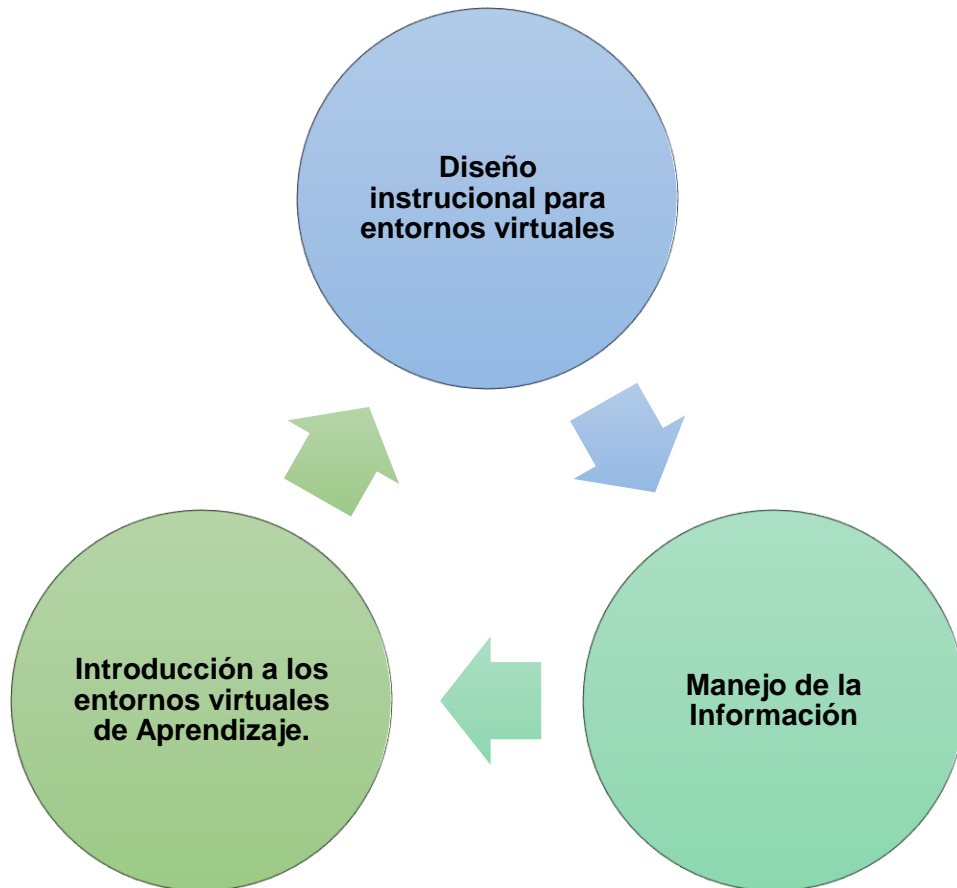 Diseño
instrucional para
entornos virtuales
Manejo de la
Información
Introducción a los
entornos virtuales
de Aprendizaje.